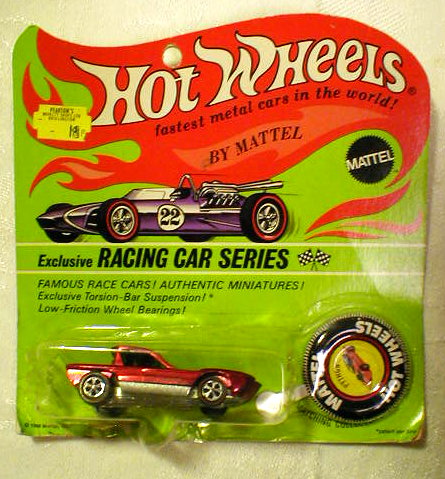 HOT WHEELS®
fastest metal cars in the world!
BY MATTEL
MATTEL
22
Exclusive RACING CAR SERIES
FAMOUS RACE CARS! AUTHENTIC MINIATURES!
Exclusive Torsion-Bar Suspension!*
Low-Friction Wheel Bearings!
HOT WHEELS
PYTHON
MATTEL